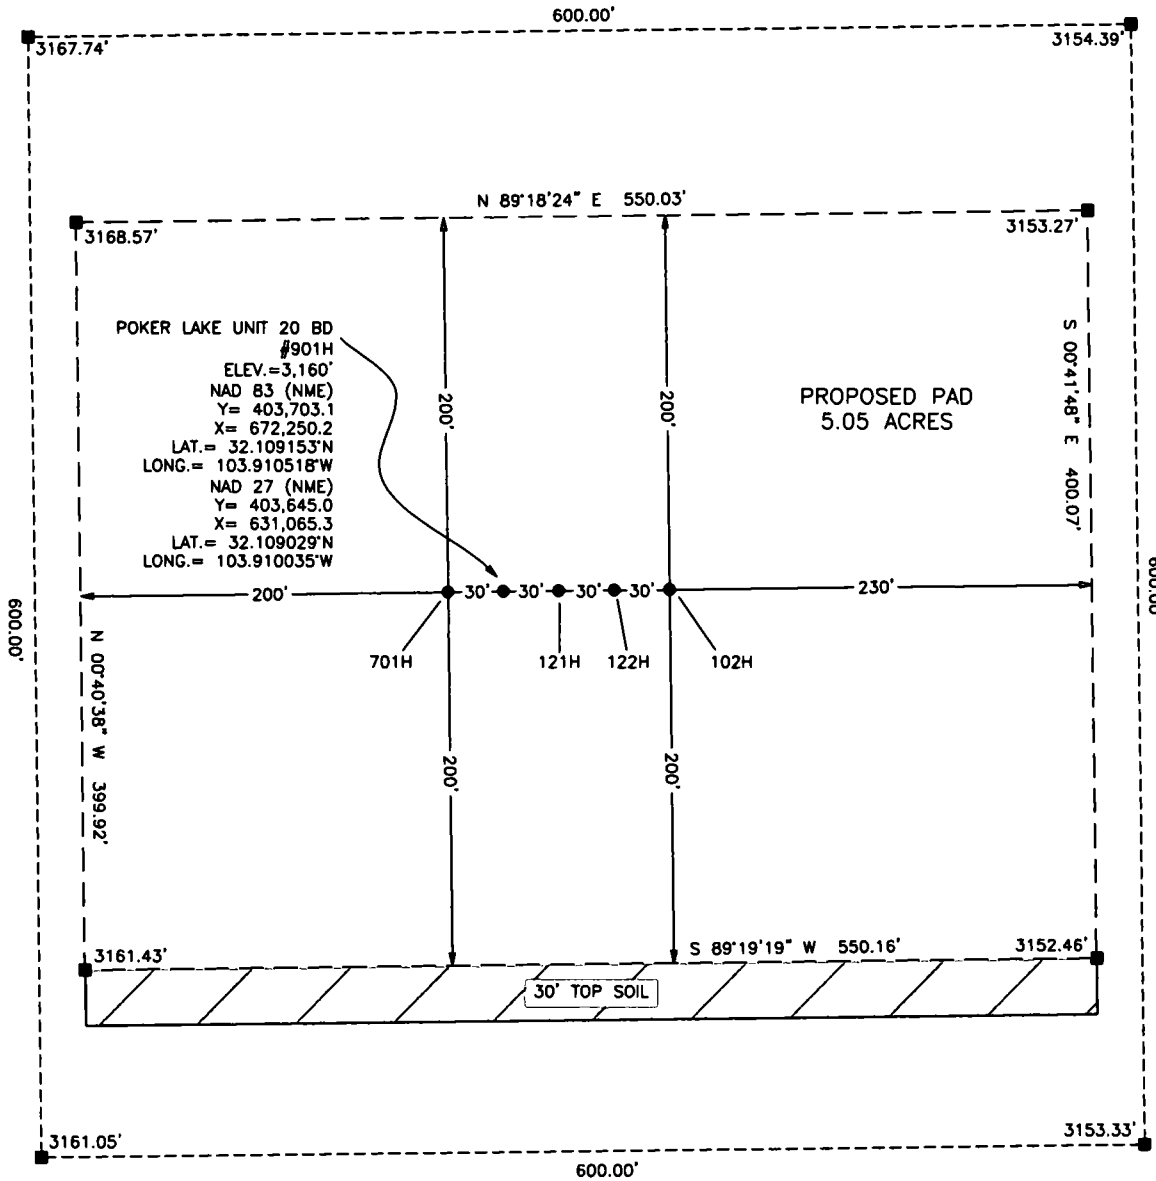 600.00'
3167.74'
3154.39'
N 89°18'24" E 550.03'
3168.57'
3153.27'
POKER LAKE UNIT 20 BD
#901H
ELEV.=3,160'
NAD 83 (NME)
Y= 403,703.1
X= 672,250.2
LAT.= 32.109153°N
LONG.= 103.910518°W
NAD 27 (NME)
Y= 403,645.0
X= 631,065.3
LAT.= 32.109029°N
LONG.= 103.910035°W
200'
200'
PROPOSED PAD
5.05 ACRES
S 00°41'48" E 400.07'
200'
30'
30'
30'
30'
230'
600.00'
600.00
N 00°40'38" W 399.92'
701H
121H
122H
102H
200'
200'
3161.43'
S 89°19'19" W 550.16'
3152.46'
30' TOP SOIL
3161.05'
3153.33'
600.00'